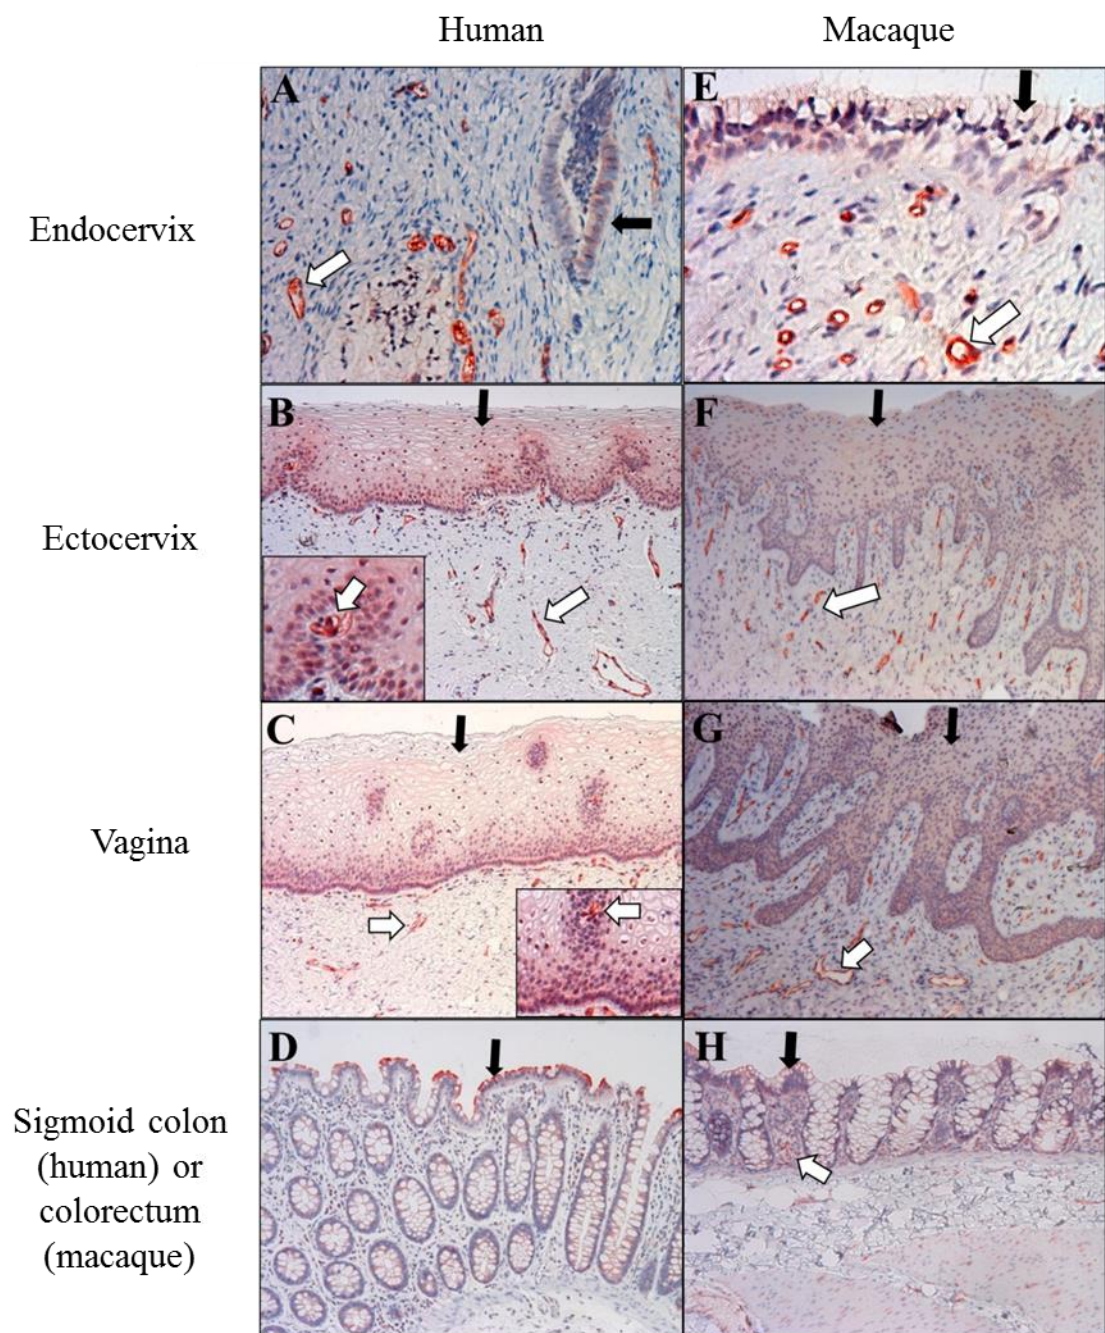 Human
Macaque
A
E
Endocervix
B
F
Ectocervix
C
G
Vagina
D
H
Sigmoid colon
(human) or
colorectum
(macaque)